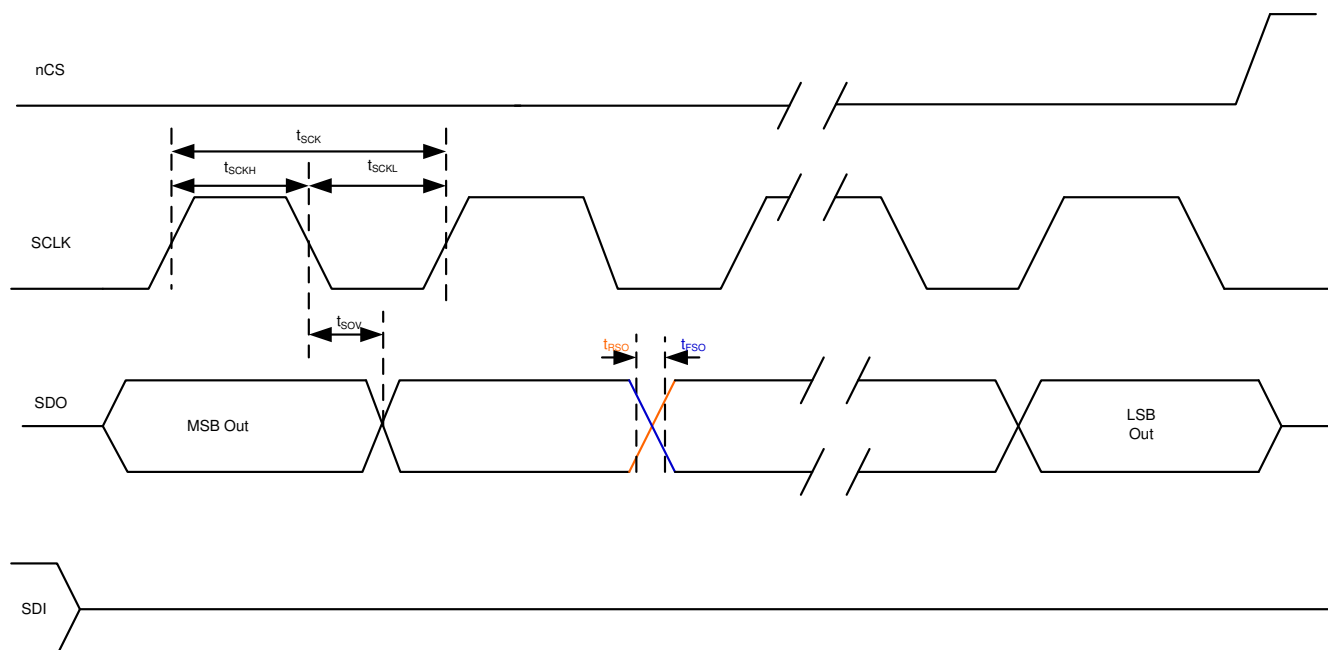 nCS
tSCK
tSCKH
tSCKL
SCLK
tSOV
tRSO
tFSO
SDO
MSB Out
LSB
Out
SDI